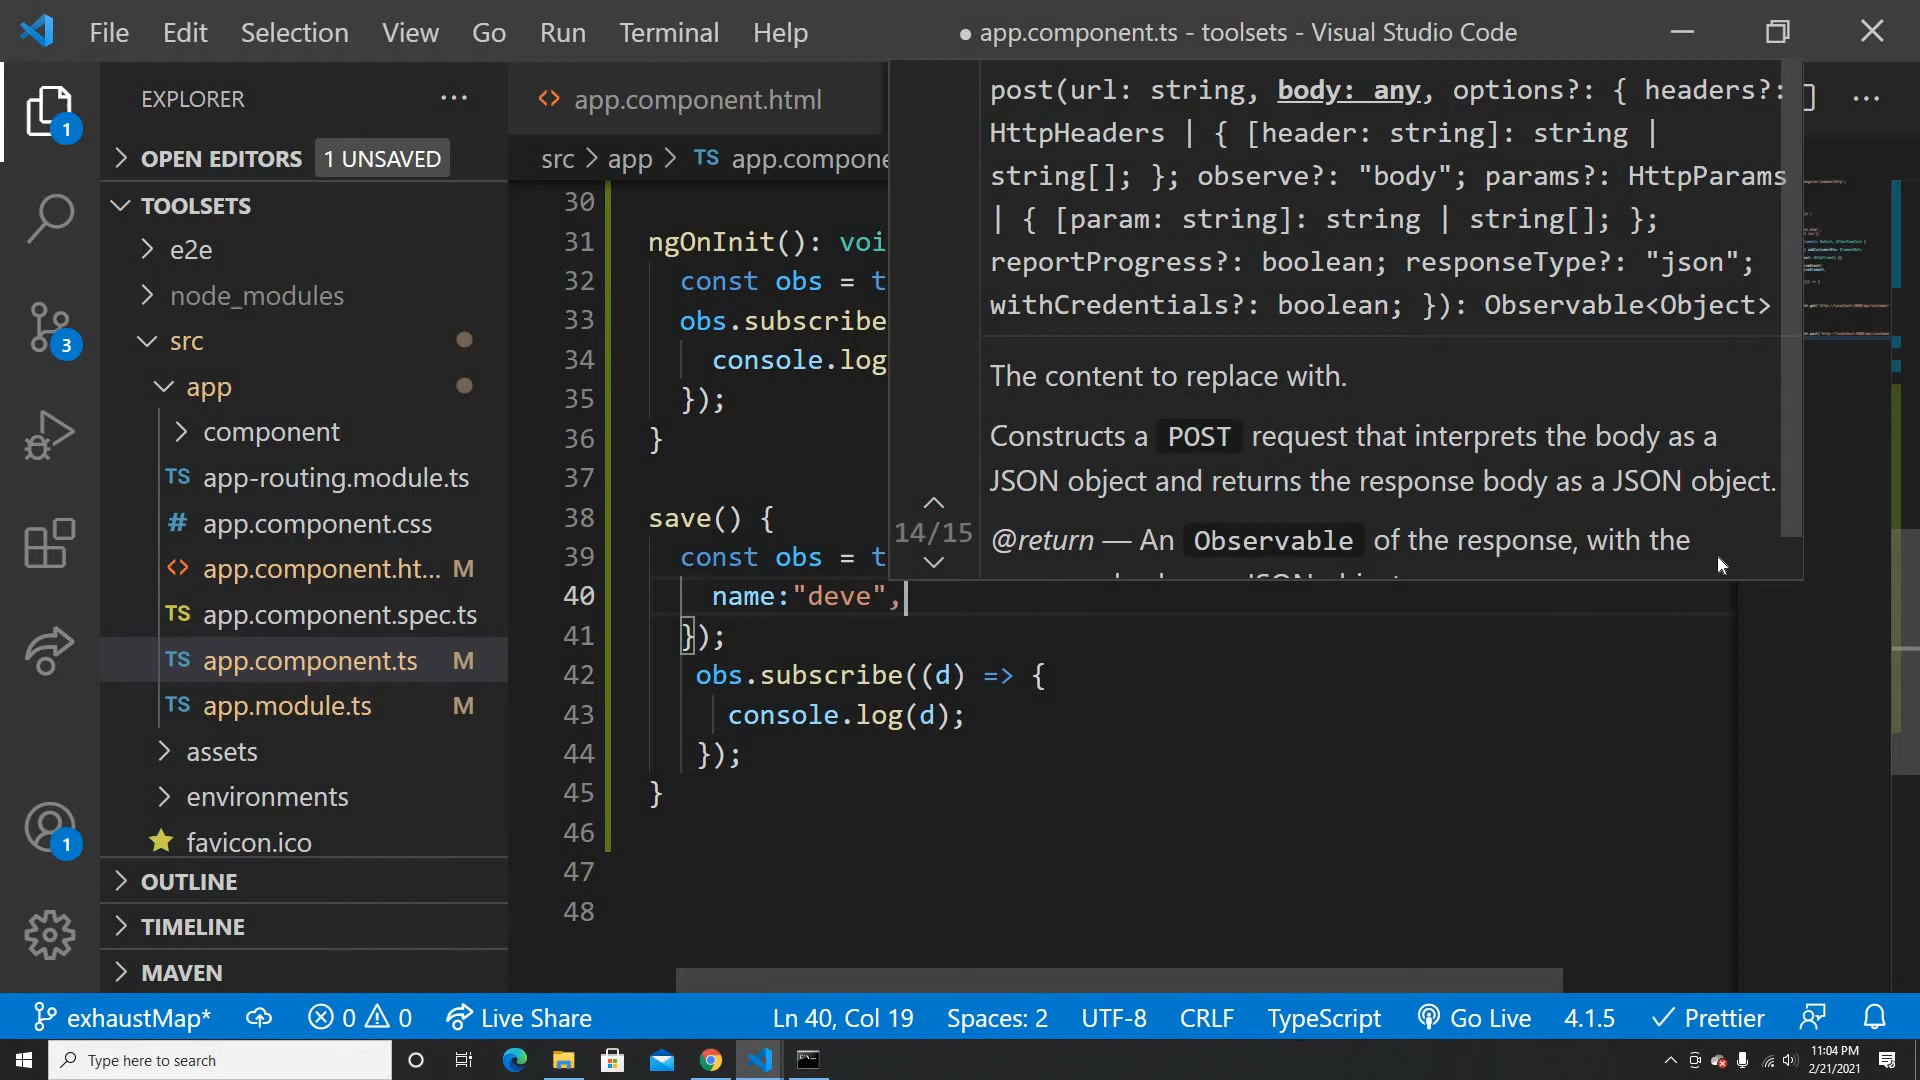 File Edit Selection View Go Run Terminal Help ● app.component.ts - toolsets - Visual Studio Code
EXPLORER ···
OPEN EDITORS 1 UNSAVED
TOOLSETS
e2e
node_modules
src
app
component
TS app-routing.module.ts
# app.component.css
<> app.component.ht... M
TS app.component.spec.ts
TS app.component.ts M
TS app.module.ts M
assets
environments
favicon.ico
OUTLINE
TIMELINE
MAVEN
1
3
1
<> app.component.html
···
src > app > TS app.compone
30
31 ngOnInit(): voi
32 const obs = t
33 obs.subscribe
34 console.log
35 });
36 }
37
38 save() {
39 const obs = t
40 name:"deve",
41 });
42 obs.subscribe((d) => {
43 console.log(d);
44 });
45 }
46
47
48
post(url: string, body: any, options?: { headers?:
HttpHeaders | { [header: string]: string |
string[]; }; observe?: "body"; params?: HttpParams
| { [param: string]: string | string[]; };
reportProgress?: boolean; responseType?: "json";
withCredentials?: boolean; }): Observable<Object>
The content to replace with.
Constructs a POST request that interprets the body as a
JSON object and returns the response body as a JSON object.
14/15
@return — An Observable of the response, with the
exhaustMap* 0 0 Live Share Ln 40, Col 19 Spaces: 2 UTF-8 CRLF TypeScript Go Live 4.1.5 Prettier
Type here to search
11:04 PM
2/21/2021